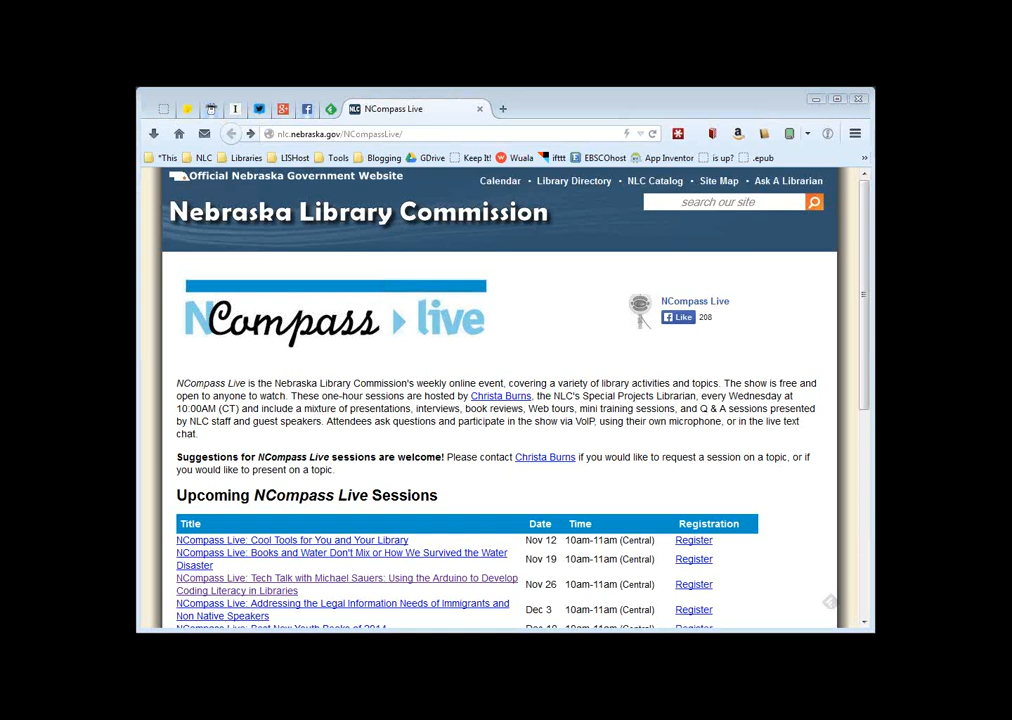 NLC NCompass Live
nlc.nebraska.gov/NCompassLive/
*This NLC Libraries LISHost Tools Blogging GDrive Keep It! Wuala ifttt EBSCOhost App Inventor is up? .epub »
Official Nebraska Government Website
Calendar • Library Directory • NLC Catalog • Site Map • Ask A Librarian
search our site
Nebraska Library Commission
NCompass live
NCompass Live
Like 208
NCompass Live is the Nebraska Library Commission's weekly online event, covering a variety of library activities and topics. The show is free and
open to anyone to watch. These one-hour sessions are hosted by Christa Burns, the NLC's Special Projects Librarian, every Wednesday at
10:00AM (CT) and include a mixture of presentations, interviews, book reviews, Web tours, mini training sessions, and Q & A sessions presented
by NLC staff and guest speakers. Attendees ask questions and participate in the show via VoIP, using their own microphone, or in the live text
chat.
Suggestions for NCompass Live sessions are welcome! Please contact Christa Burns if you would like to request a session on a topic, or if
you would like to present on a topic.
Upcoming NCompass Live Sessions
Title Date Time Registration
NCompass Live: Cool Tools for You and Your Library Nov 12 10am-11am (Central) Register
NCompass Live: Books and Water Don't Mix or How We Survived the Water
Disaster Nov 19 10am-11am (Central) Register
NCompass Live: Tech Talk with Michael Sauers: Using the Arduino to Develop
Coding Literacy in Libraries Nov 26 10am-11am (Central) Register
NCompass Live: Addressing the Legal Information Needs of Immigrants and
Non Native Speakers Dec 3 10am-11am (Central) Register
NCompass Live: Best New Youth Books of 2014